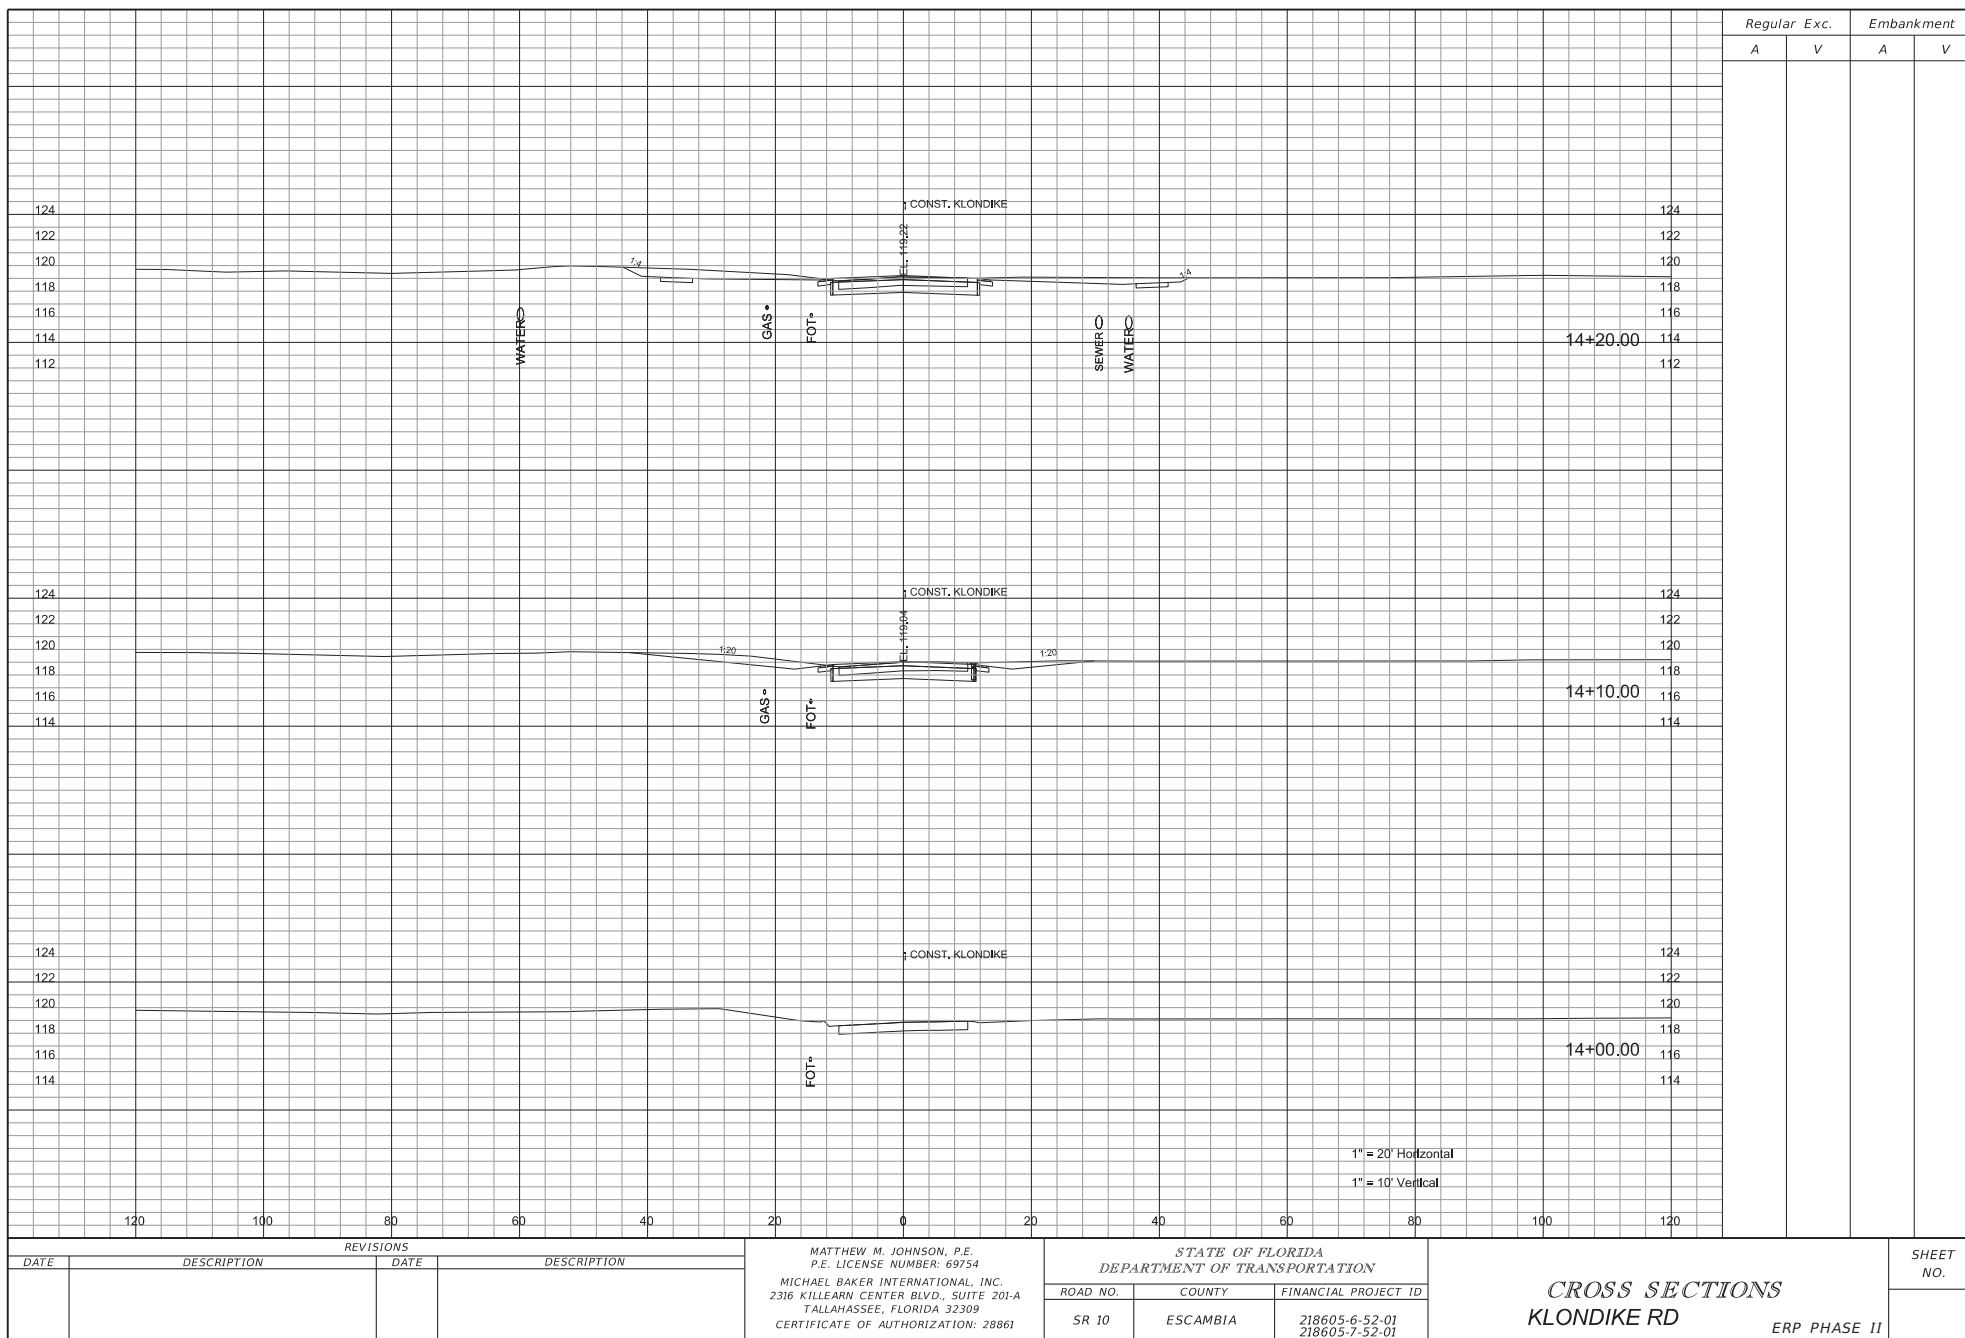 Regular Exc. Embankment
A V A V
CONST. KLONDIKE
EL. 119.22
124 124
122 122
120 1:4 1:4 120
118 118
116 116
114 114
112 112
WATER GAS FOT SEWER WATER
14+20.00
CONST. KLONDIKE
EL. 119.04
124 124
122 122
120 1:20 1:20 120
118 118
116 116
114 114
GAS FOT
14+10.00
CONST. KLONDIKE
124 124
122 122
120 120
118 118
116 116
114 114
FOT
14+00.00
1" = 20' Horizontal
1" = 10' Vertical
120 100 80 60 40 20 0 20 40 60 80 100 120
REVISIONS
DATE DESCRIPTION DATE DESCRIPTION
MATTHEW M. JOHNSON, P.E.
P.E. LICENSE NUMBER: 69754
MICHAEL BAKER INTERNATIONAL, INC.
2316 KILLEARN CENTER BLVD., SUITE 201-A
TALLAHASSEE, FLORIDA 32309
CERTIFICATE OF AUTHORIZATION: 28861
STATE OF FLORIDA
DEPARTMENT OF TRANSPORTATION
ROAD NO. COUNTY FINANCIAL PROJECT ID
SR 10 ESCAMBIA 218605-6-52-01
218605-7-52-01
CROSS SECTIONS
KLONDIKE RD
ERP PHASE II
SHEET
NO.